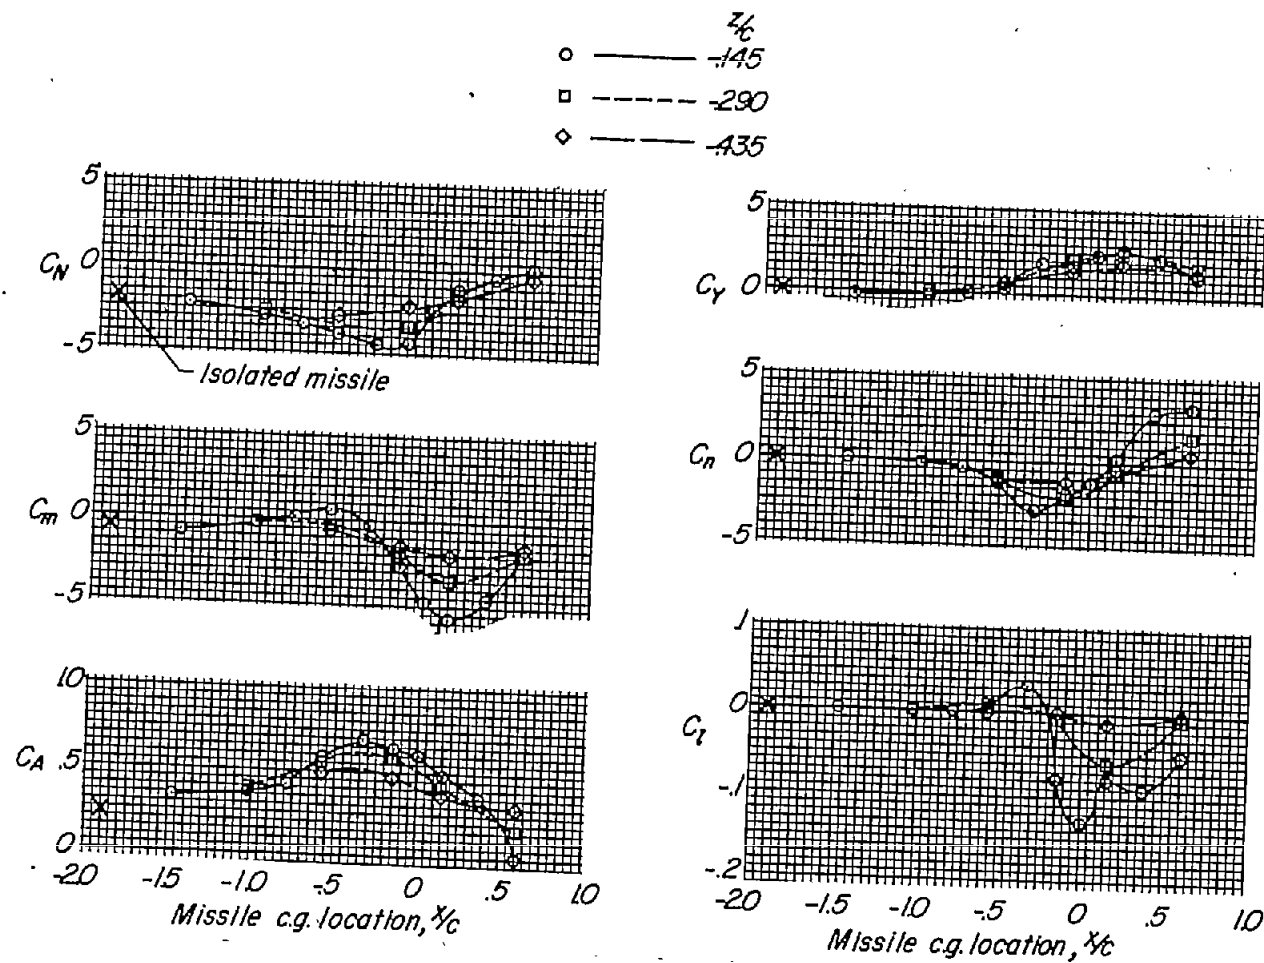 z/c
-.145
-.290
-.435
5
C_N 0
-5
Isolated missile
5
C_m 0
-5
1.0
C_A .5
0
-2.0 -1.5 -1.0 -.5 0 .5 1.0
Missile c.g. location, x/c
5
C_Y 0
5
C_n 0
-5
.1
C_l 0
-.1
-.2
-2.0 -1.5 -1.0 -.5 0 .5 1.0
Missile c.g. location, x/c